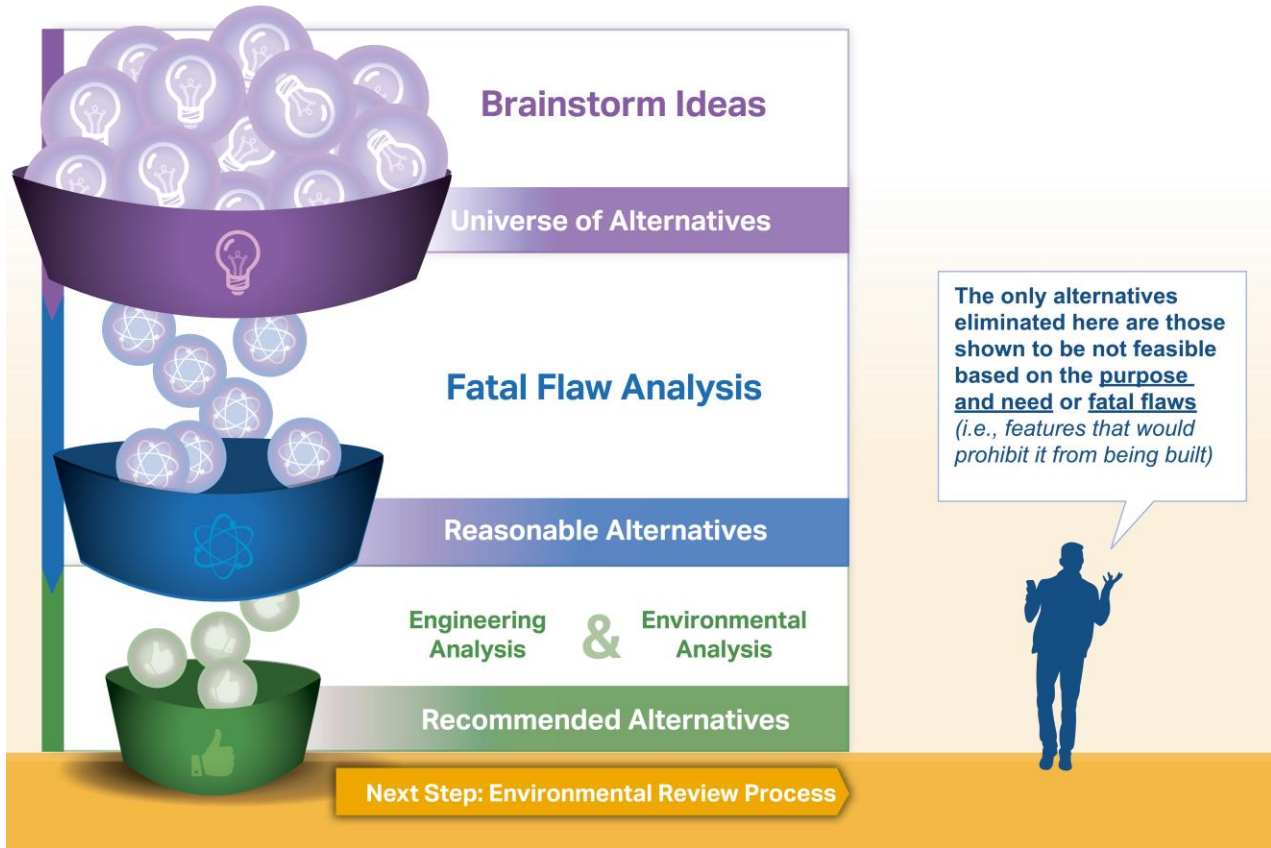 Brainstorm Ideas
Universe of Alternatives
Fatal Flaw Analysis
Reasonable Alternatives
Engineering
Analysis
&
Environmental
Analysis
Recommended Alternatives
Next Step: Environmental Review Process
The only alternatives
eliminated here are those
shown to be not feasible
based on the purpose
and need or fatal flaws
(i.e., features that would
prohibit it from being built)